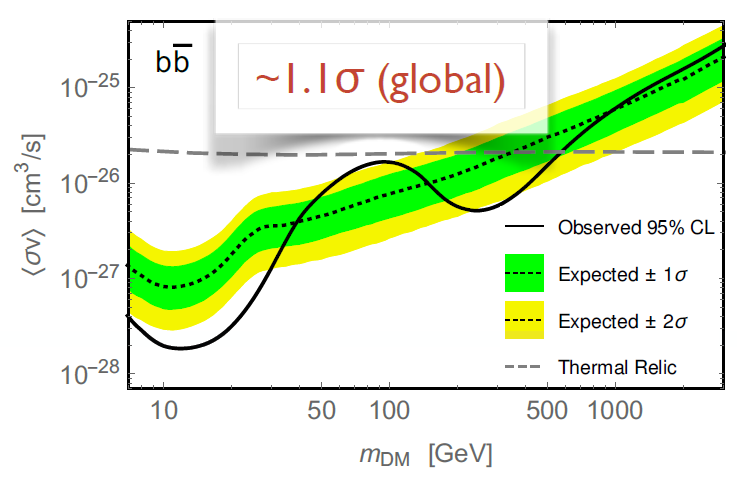 bb̅
~1.1σ (global)
10⁻²⁵
10⁻²⁶
10⁻²⁷
10⁻²⁸
⟨σv⟩ [cm³/s]
Observed 95% CL
Expected ± 1σ
Expected ± 2σ
Thermal Relic
10 50 100 500 1000
m_DM [GeV]